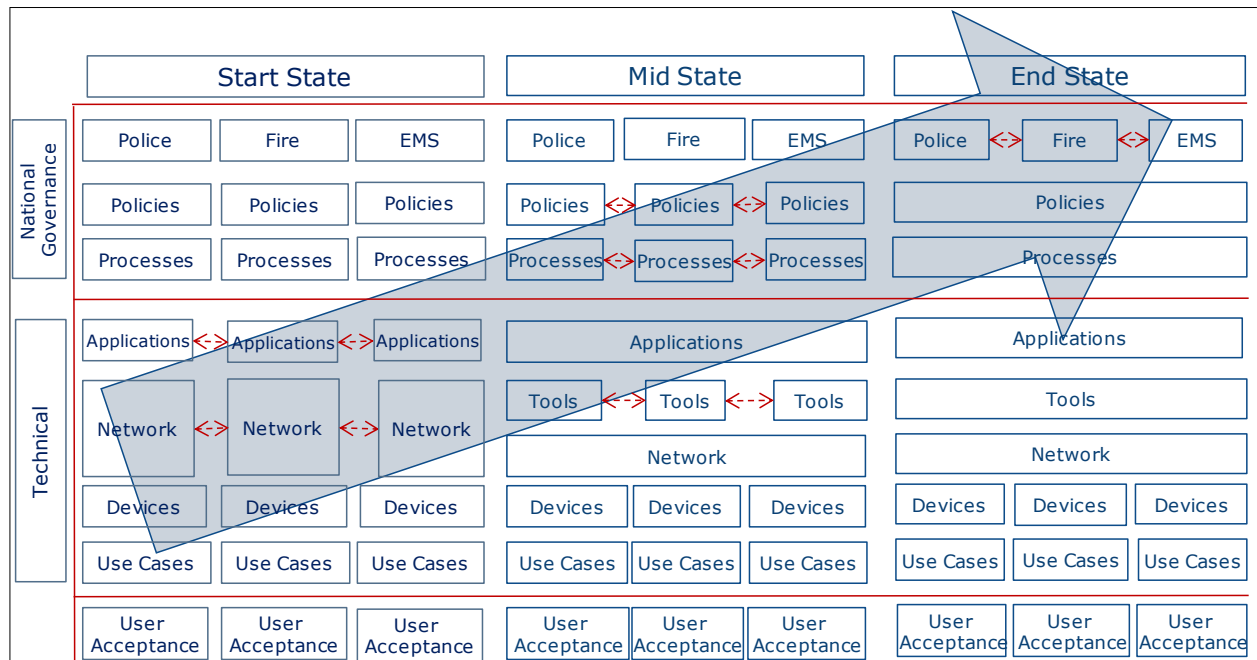 Start State
Mid State
End State
National
Governance
Police
Fire
EMS
Police
Fire
EMS
Police
Fire
EMS
Policies
Policies
Policies
Policies
Policies
Policies
Policies
Processes
Processes
Processes
Processes
Processes
Processes
Processes
Technical
Applications
Applications
Applications
Applications
Applications
Tools
Tools
Tools
Tools
Network
Network
Network
Network
Network
Devices
Devices
Devices
Devices
Devices
Devices
Devices
Devices
Devices
Use Cases
Use Cases
Use Cases
Use Cases
Use Cases
Use Cases
Use Cases
Use Cases
Use Cases
User
Acceptance
User
Acceptance
User
Acceptance
User
Acceptance
User
Acceptance
User
Acceptance
User
Acceptance
User
Acceptance
User
Acceptance